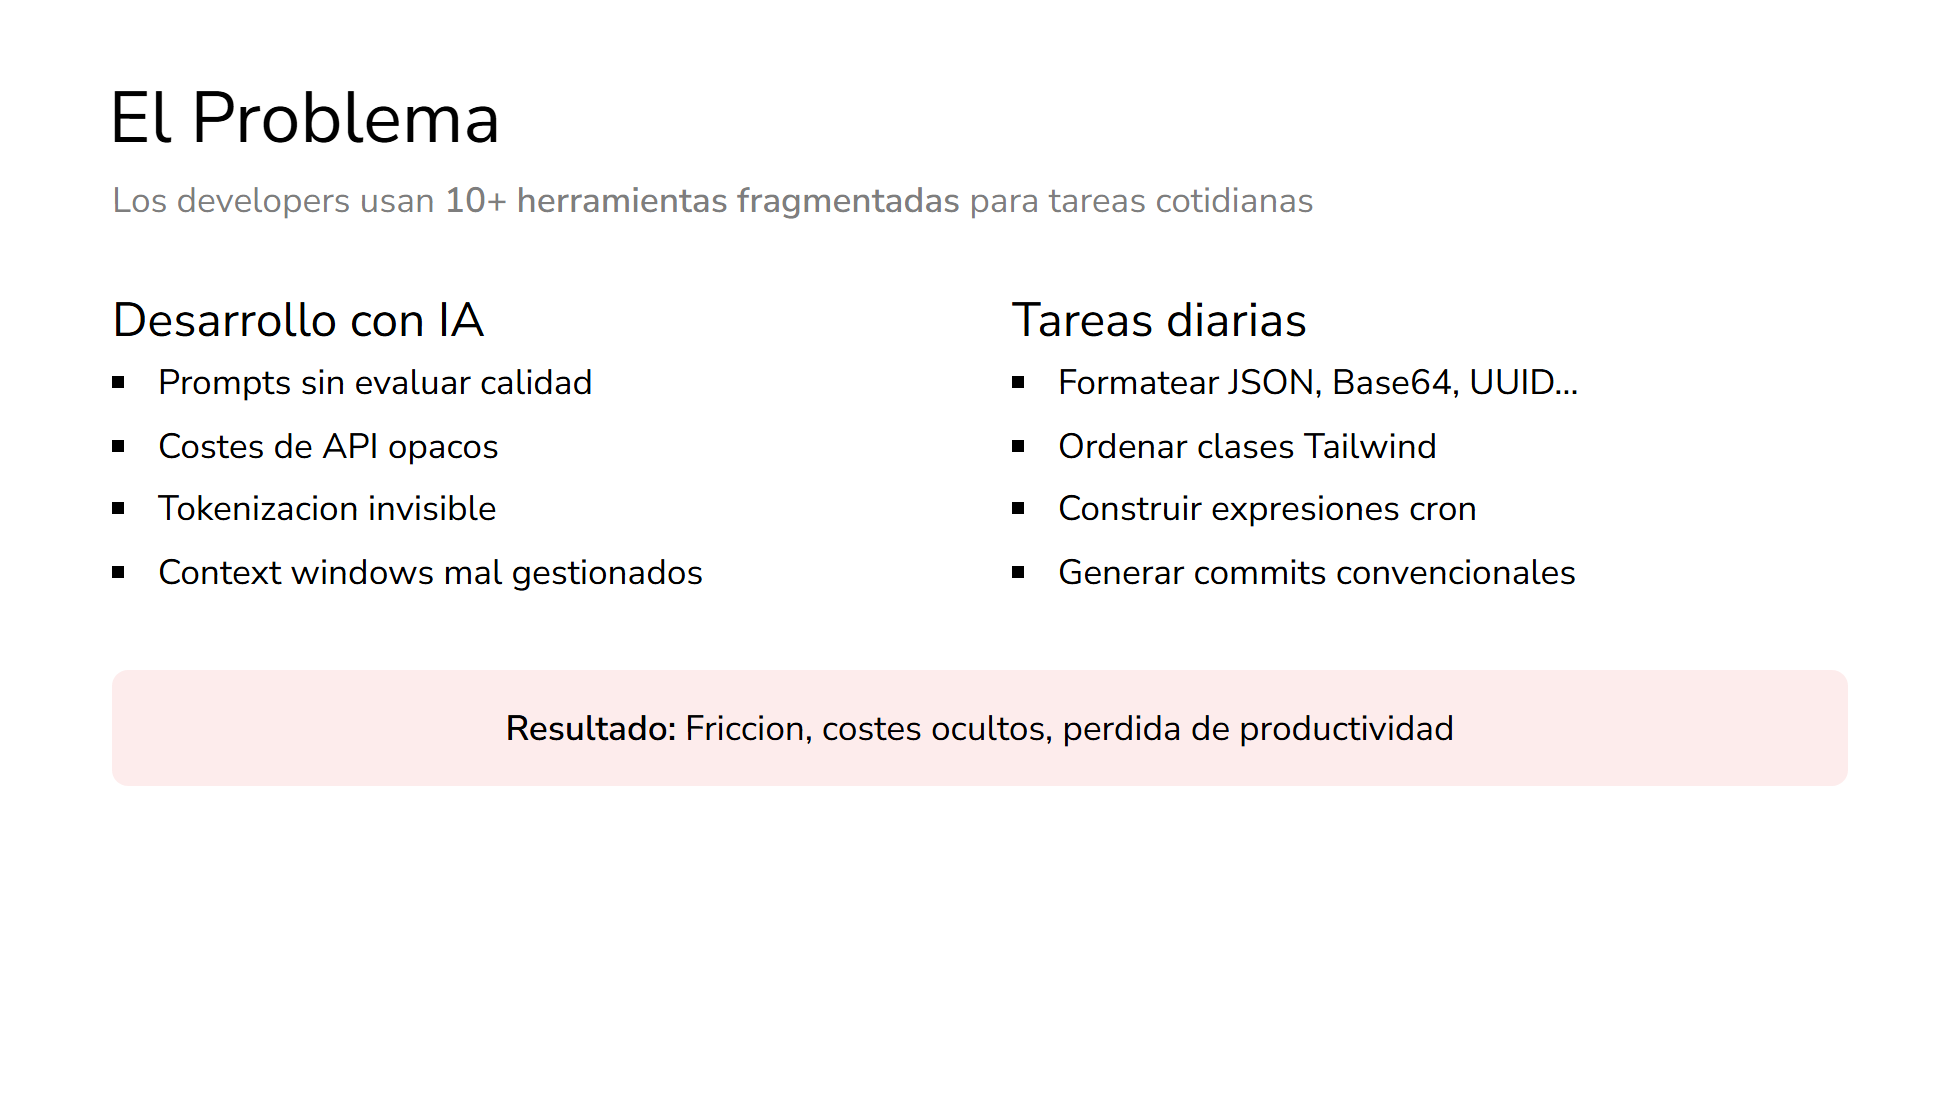 El Problema
Los developers usan 10+ herramientas fragmentadas para tareas cotidianas
Desarrollo con IA
Prompts sin evaluar calidad
Costes de API opacos
Tokenizacion invisible
Context windows mal gestionados
Tareas diarias
Formatear JSON, Base64, UUID...
Ordenar clases Tailwind
Construir expresiones cron
Generar commits convencionales
Resultado: Friccion, costes ocultos, perdida de productividad